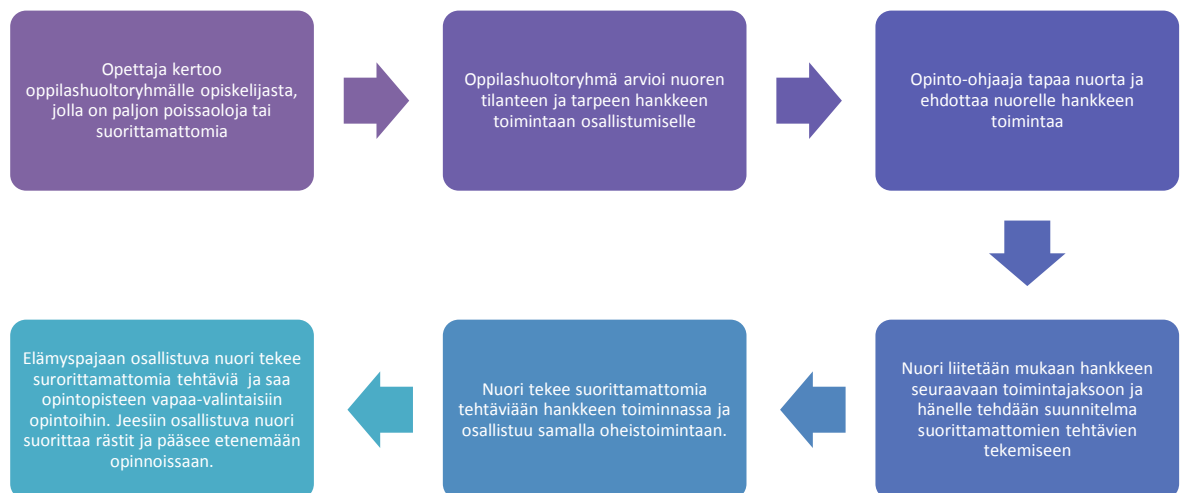 Opettaja kertoo
oppilashuoltoryhmälle opiskelijasta,
jolla on paljon poissaoloja tai
suorittamattomia
Oppilashuoltoryhmä arvioi nuoren
tilanteen ja tarpeen hankkeen
toimintaan osallistumiselle
Opinto-ohjaaja tapaa nuorta ja
ehdottaa nuorelle hankkeen
toimintaa
Nuori liitetään mukaan hankkeen
seuraavaan toimintajaksoon ja
hänelle tehdään suunnitelma
suorittamattomien tehtävien
tekemiseen
Nuori tekee suorittamattomia
tehtäviään hankkeen toiminnassa ja
osallistuu samalla oheistoimintaan.
Elämyspajaan osallistuva nuori tekee
surorittamattomia tehtäviä ja saa
opintopisteen vapaa-valintaisiin
opintoihin. Jeesiin osallistuva nuori
suorittaa rästit ja pääsee etenemään
opinnoissaan.